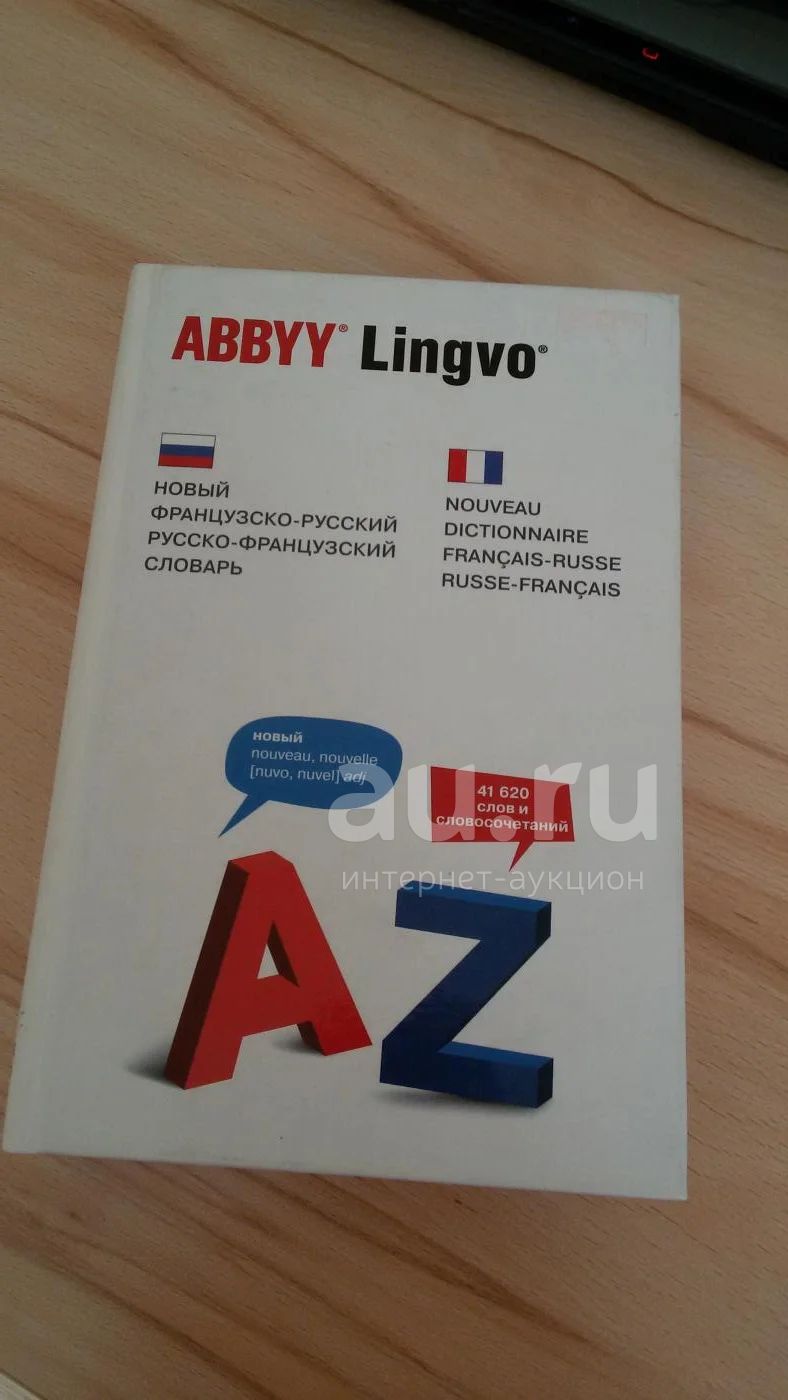 ABBYY® Lingvo®
НОВЫЙ
ФРАНЦУЗСКО-РУССКИЙ
РУССКО-ФРАНЦУЗСКИЙ
СЛОВАРЬ
NOUVEAU
DICTIONNAIRE
FRANÇAIS-RUSSE
RUSSE-FRANÇAIS
новый
nouveau, nouvelle
[nuvo, nuvel] adj
41 620
слов и
словосочетаний
au.ru
интернет-аукцион
AZ